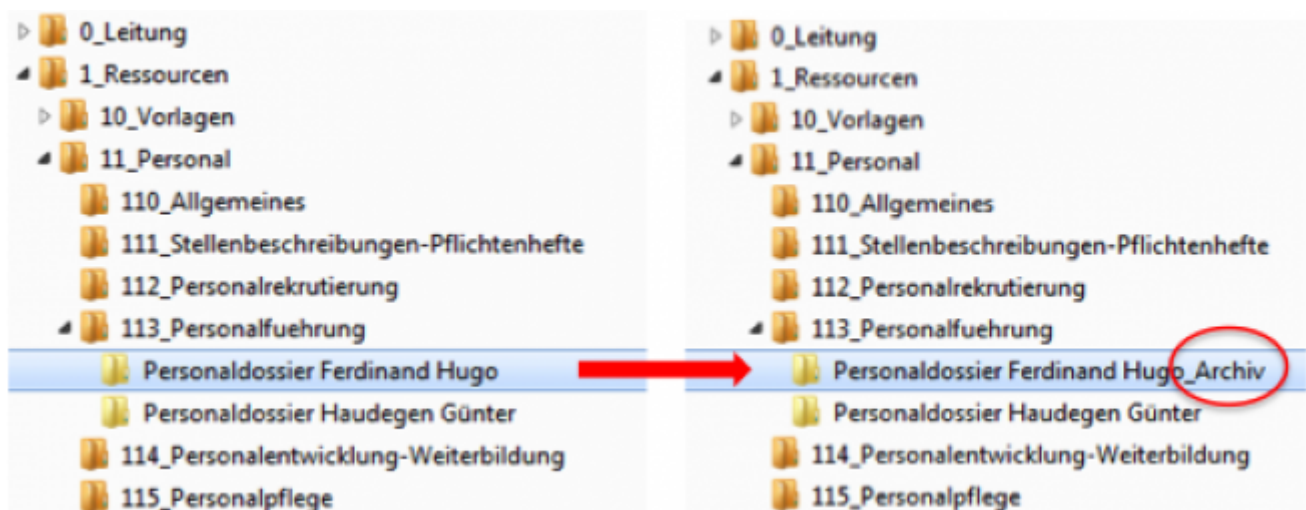 0_Leitung
1_Ressourcen
10_Vorlagen
11_Personal
110_Allgemeines
111_Stellenbeschreibungen-Pflichtenhefte
112_Personalrekrutierung
113_Personalfuehrung
Personaldossier Ferdinand Hugo
Personaldossier Haudegen Günter
114_Personalentwicklung-Weiterbildung
115_Personalpflege
0_Leitung
1_Ressourcen
10_Vorlagen
11_Personal
110_Allgemeines
111_Stellenbeschreibungen-Pflichtenhefte
112_Personalrekrutierung
113_Personalfuehrung
Personaldossier Ferdinand Hugo_Archiv
Personaldossier Haudegen Günter
114_Personalentwicklung-Weiterbildung
115_Personalpflege